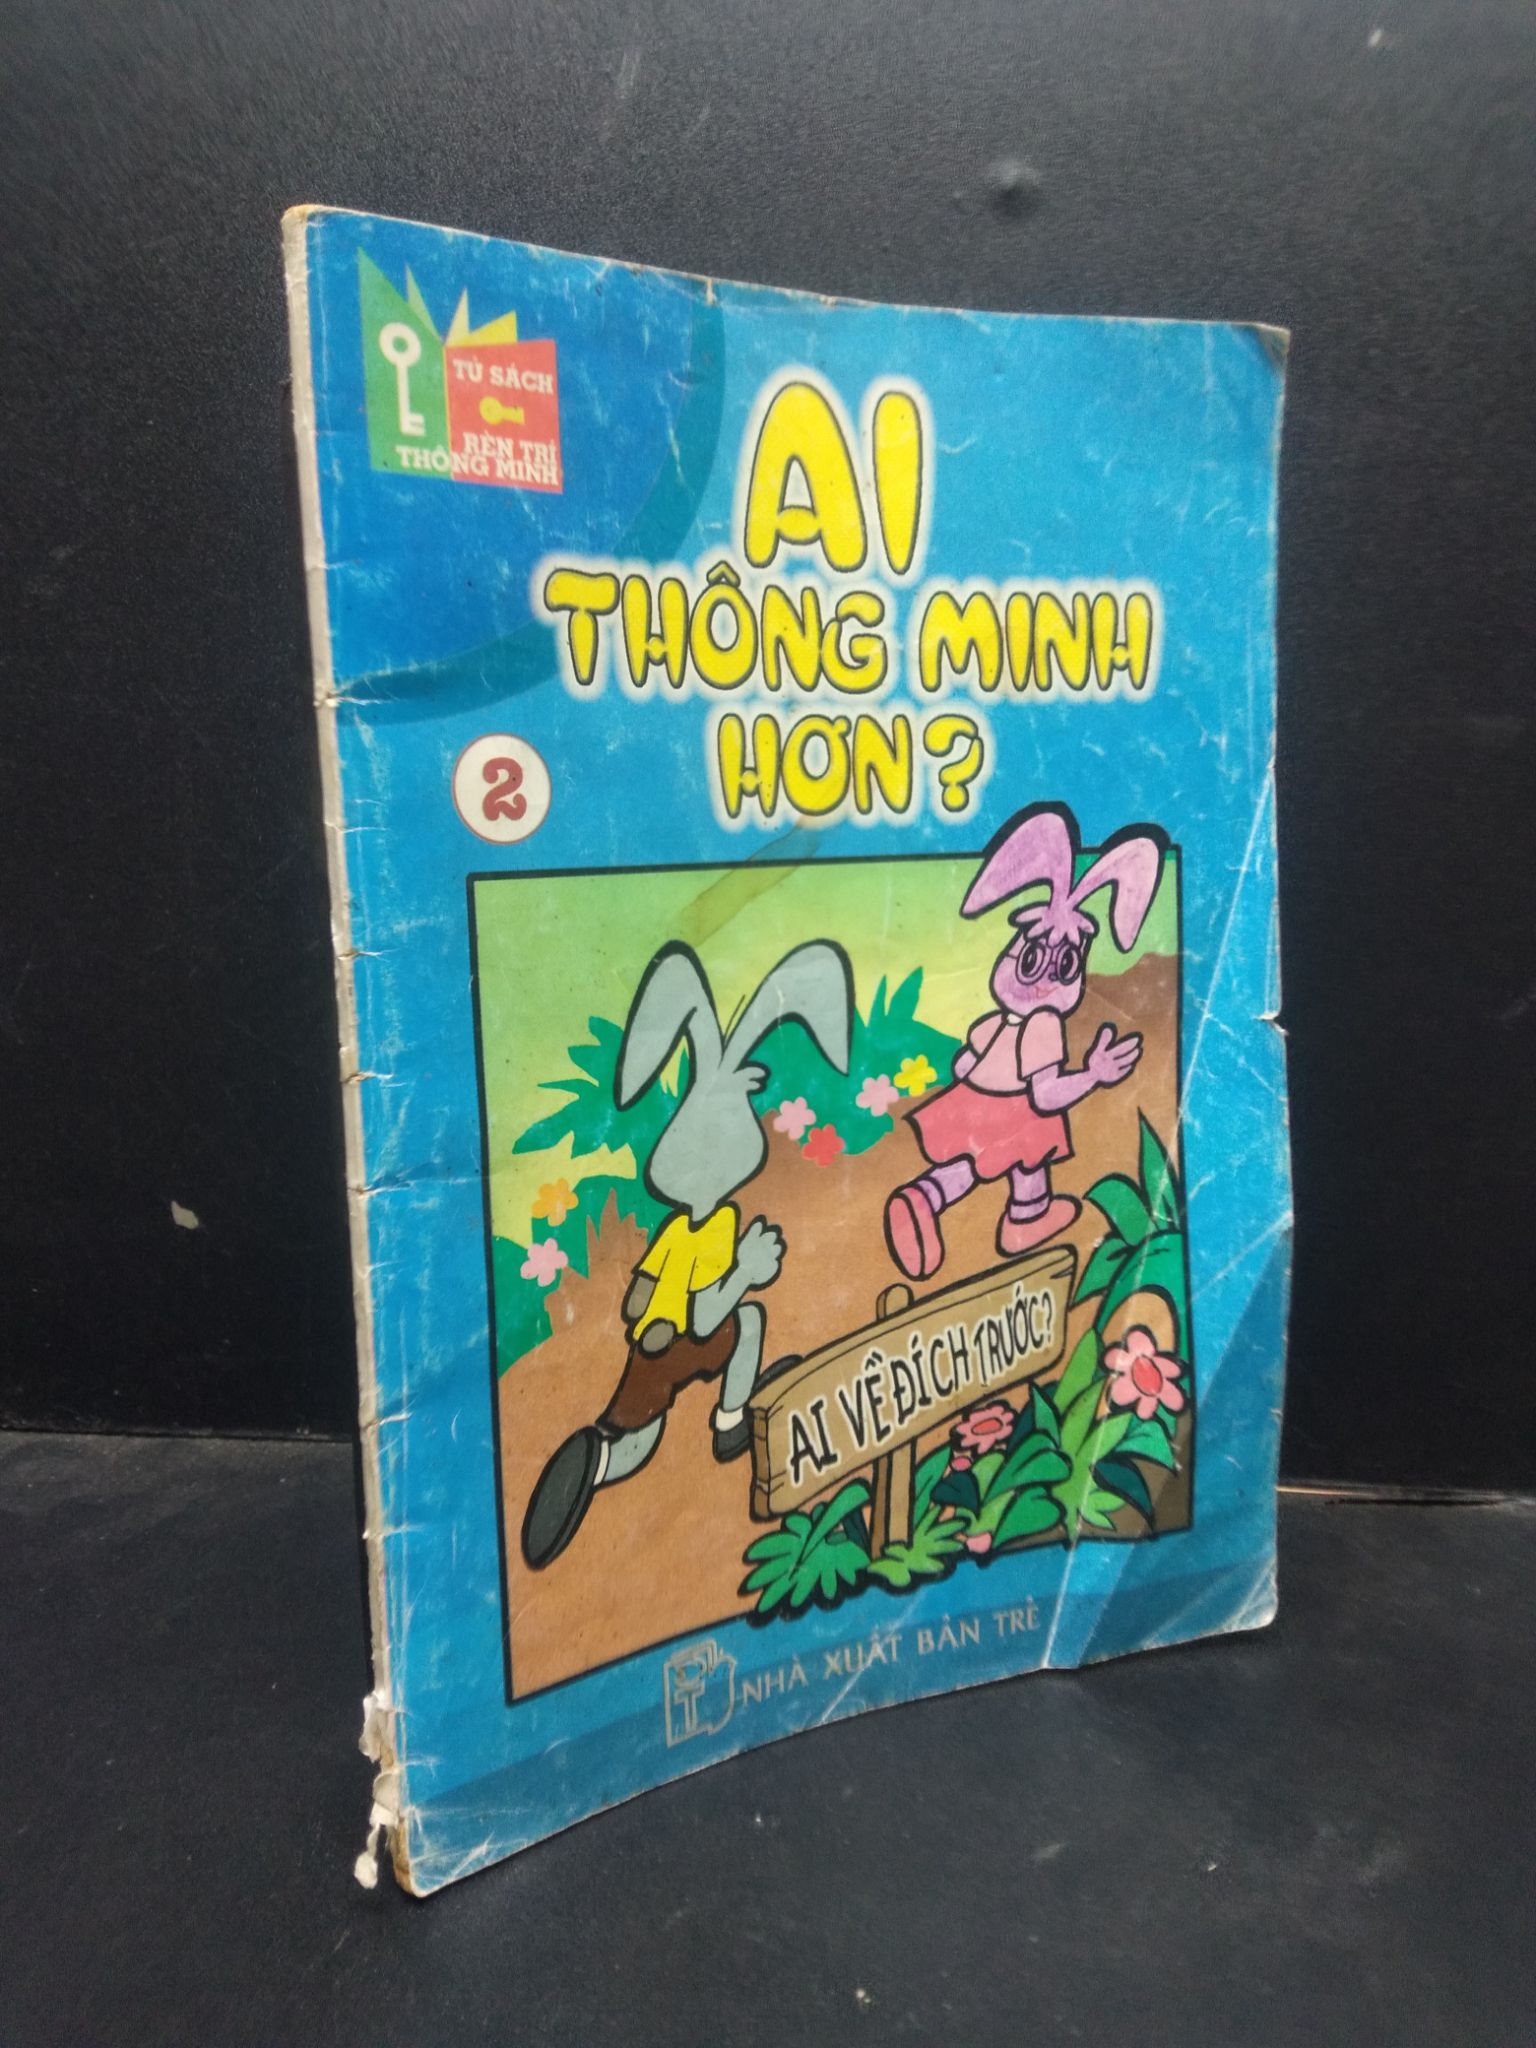 TỦ SÁCH
RÈN TRÍ
THÔNG MINH
AI
THÔNG MINH
HƠN?
2
AI VỀ ĐÍCH TRƯỚC?
NHÀ XUẤT BẢN TRẺ